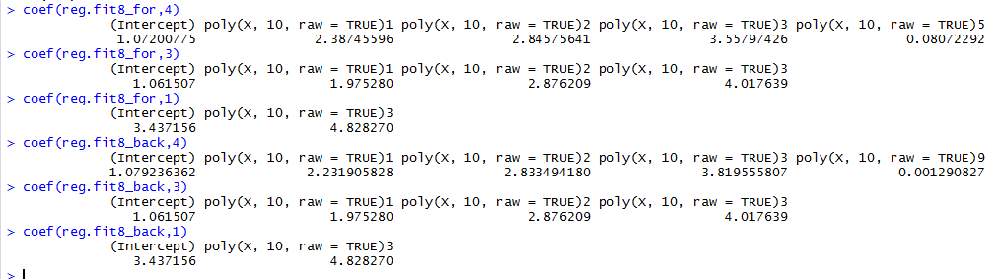 > coef(reg.fit8_for,4)
(Intercept) poly(X, 10, raw = TRUE)1 poly(X, 10, raw = TRUE)2 poly(X, 10, raw = TRUE)3 poly(X, 10, raw = TRUE)5
1.07200775 2.38745596 2.84575641 3.55797426 0.08072292
> coef(reg.fit8_for,3)
(Intercept) poly(X, 10, raw = TRUE)1 poly(X, 10, raw = TRUE)2 poly(X, 10, raw = TRUE)3
1.061507 1.975280 2.876209 4.017639
> coef(reg.fit8_for,1)
(Intercept) poly(X, 10, raw = TRUE)3
3.437156 4.828270
> coef(reg.fit8_back,4)
(Intercept) poly(X, 10, raw = TRUE)1 poly(X, 10, raw = TRUE)2 poly(X, 10, raw = TRUE)3 poly(X, 10, raw = TRUE)9
1.079236362 2.231905828 2.833494180 3.819555807 0.001290827
> coef(reg.fit8_back,3)
(Intercept) poly(X, 10, raw = TRUE)1 poly(X, 10, raw = TRUE)2 poly(X, 10, raw = TRUE)3
1.061507 1.975280 2.876209 4.017639
> coef(reg.fit8_back,1)
(Intercept) poly(X, 10, raw = TRUE)3
3.437156 4.828270
>